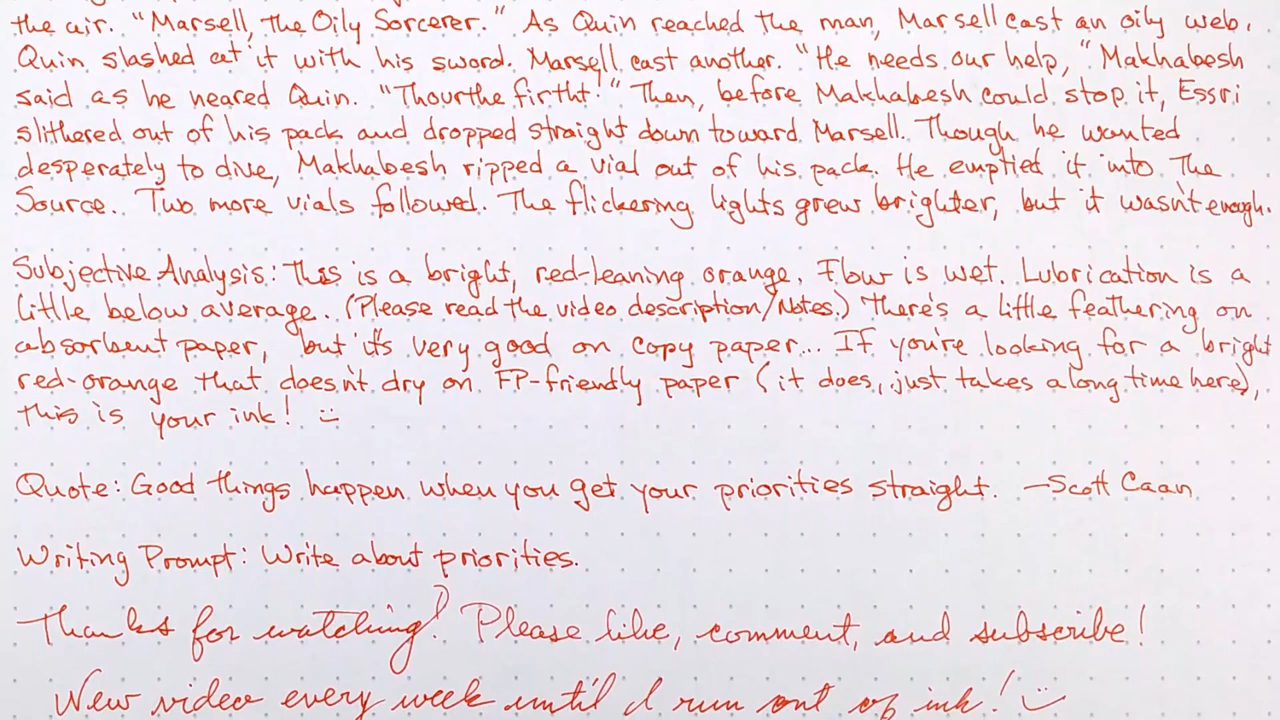 the air. "Marsell, the Oily Sorcerer." As Quin reached the man, Marsell cast an oily web.
Quin slashed at it with his sword. Marsell cast another. "He needs our help," Makhabesh
said as he neared Quin. "Thourthe firtht!" Then, before Makhabesh could stop it, Essri
slithered out of his pack and dropped straight down toward Marsell. Though he wanted
desperately to dive, Makhabesh ripped a vial out of his pack. He emptied it into The
Source. Two more vials followed. The flickering lights grew brighter, but it wasn't enough.
Subjective Analysis: This is a bright, red-leaning orange. Flow is wet. Lubrication is a
little below average. (Please read the video description/Notes.) There's a little feathering on
absorbent paper, but it's very good on copy paper... If you're looking for a bright
red-orange that doesn't dry on FP-friendly paper (it does, just takes a long time here),
this is your ink! :)
Quote: Good things happen when you get your priorities straight. —Scott Caan
Writing Prompt: Write about priorities.
Thanks for watching! Please like, comment, and subscribe!
New video every week until I run out of ink! :)